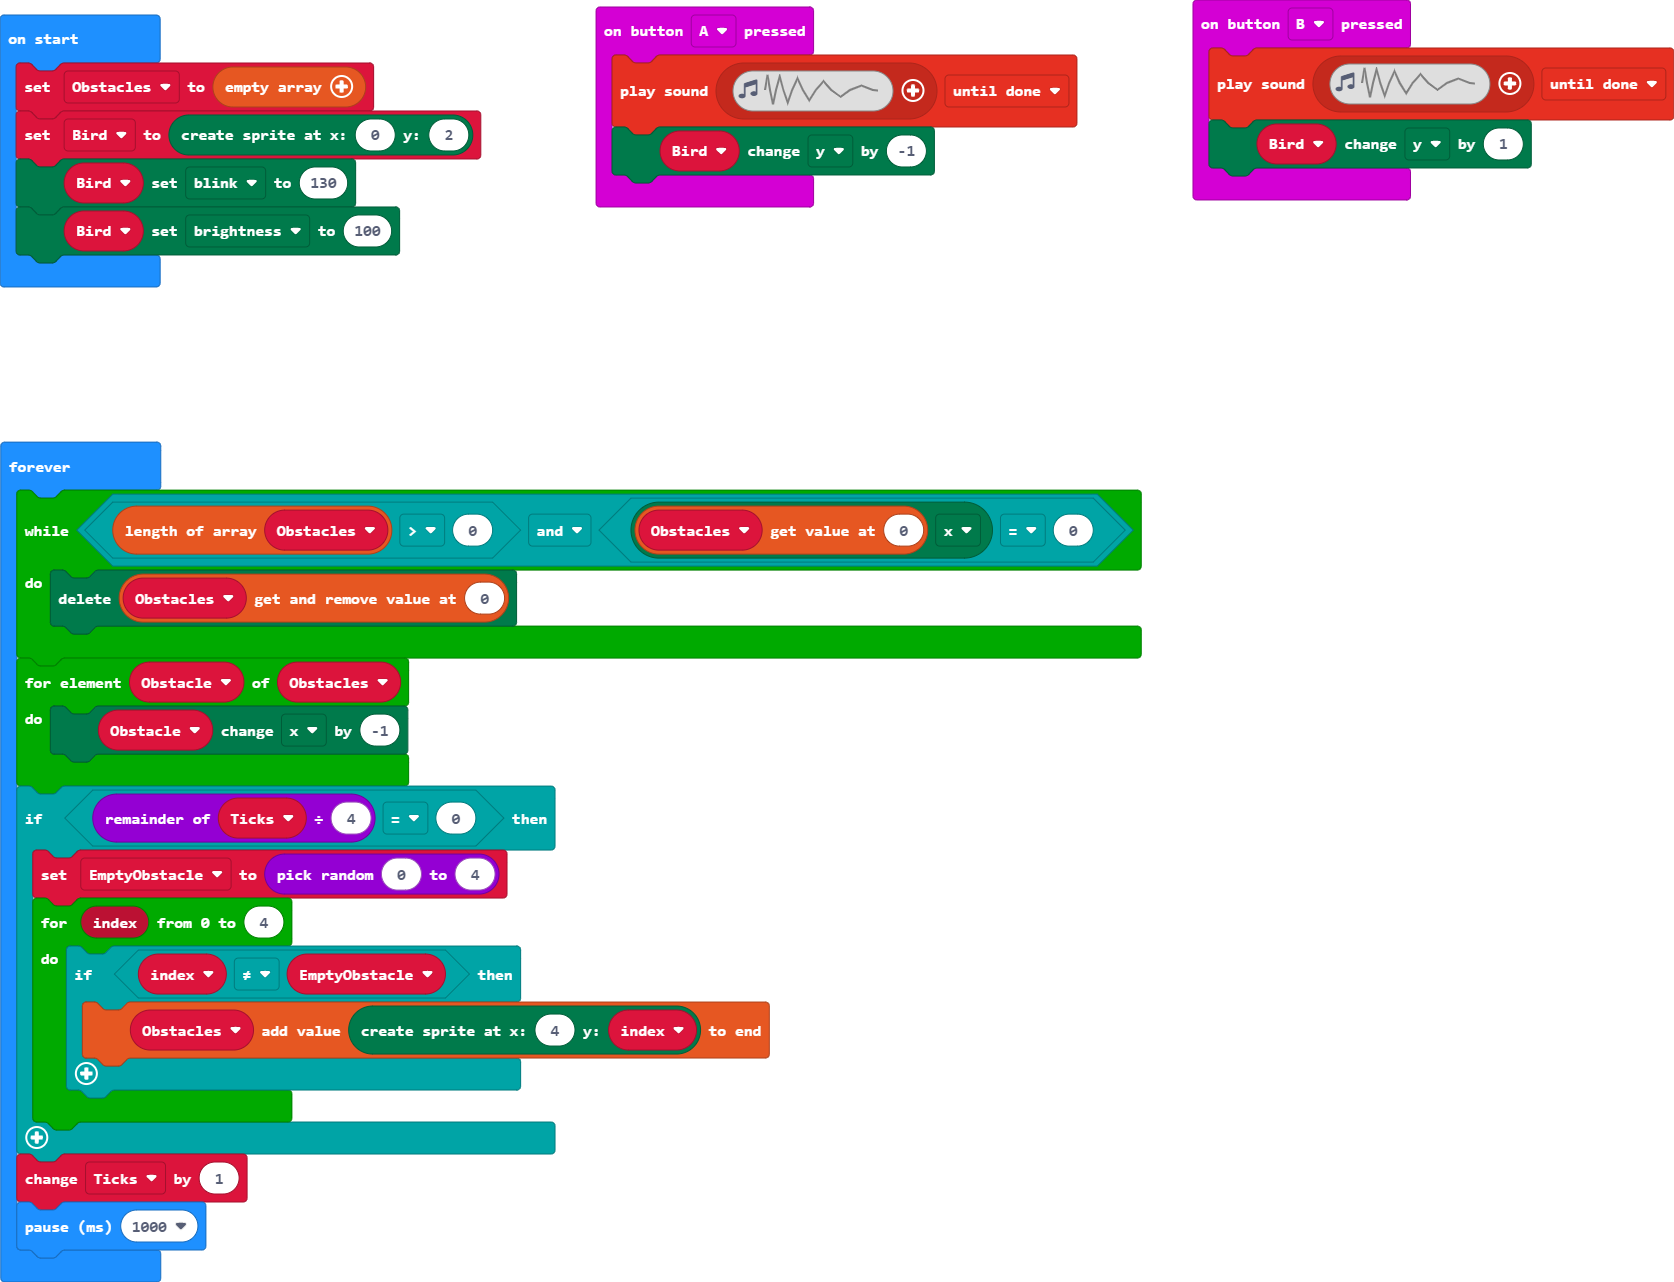 on start
set Obstacles to empty array
set Bird to create sprite at x: 0 y: 2
Bird set blink to 130
Bird set brightness to 100
on button A pressed
play sound until done
Bird change y by -1
on button B pressed
play sound until done
Bird change y by 1
forever
while length of array Obstacles > 0 and Obstacles get value at 0 x = 0
do delete Obstacles get and remove value at 0
for element Obstacle of Obstacles
do Obstacle change x by -1
if remainder of Ticks ÷ 4 = 0 then
set EmptyObstacle to pick random 0 to 4
for index from 0 to 4
do if index ≠ EmptyObstacle then
Obstacles add value create sprite at x: 4 y: index to end
change Ticks by 1
pause (ms) 1000